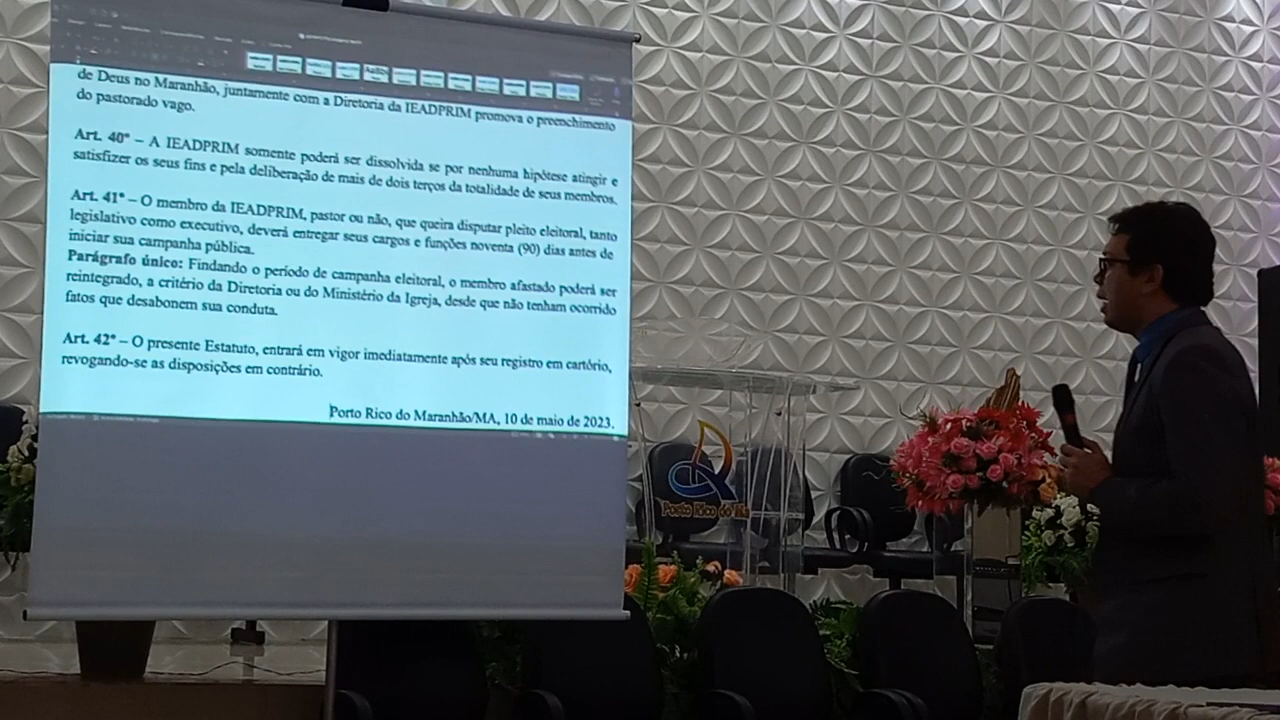 de Deus no Maranhão, juntamente com a Diretoria da IEADPRIM promova o preenchimento
do pastorado vago.
Art. 40º – A IEADPRIM somente poderá ser dissolvida se por nenhuma hipótese atingir e
satisfizer os seus fins e pela deliberação de mais de dois terços da totalidade de seus membros.
Art. 41º – O membro da IEADPRIM, pastor ou não, que queira disputar pleito eleitoral, tanto
legislativo como executivo, deverá entregar seus cargos e funções noventa (90) dias antes de
iniciar sua campanha pública.
Parágrafo único: Findando o período de campanha eleitoral, o membro afastado poderá ser
reintegrado, a critério da Diretoria ou do Ministério da Igreja, desde que não tenham ocorrido
fatos que desabonem sua conduta.
Art. 42º – O presente Estatuto, entrará em vigor imediatamente após seu registro em cartório,
revogando-se as disposições em contrário.
Porto Rico do Maranhão/MA, 10 de maio de 2023.
Porto Rico do